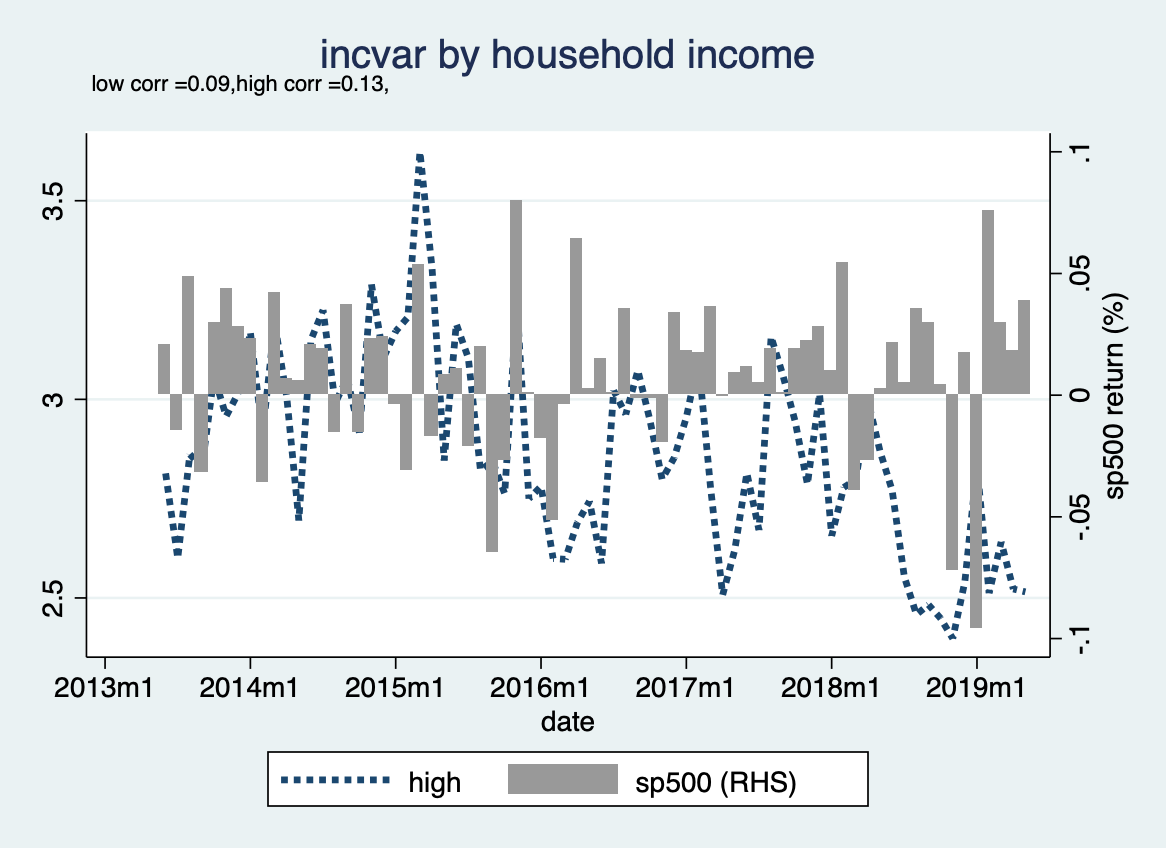 incvar by household income
low corr =0.09,high corr =0.13,
3.5
3
2.5
.1
.05
0
-.05
-.1
sp500 return (%)
2013m1 2014m1 2015m1 2016m1 2017m1 2018m1 2019m1
date
high sp500 (RHS)